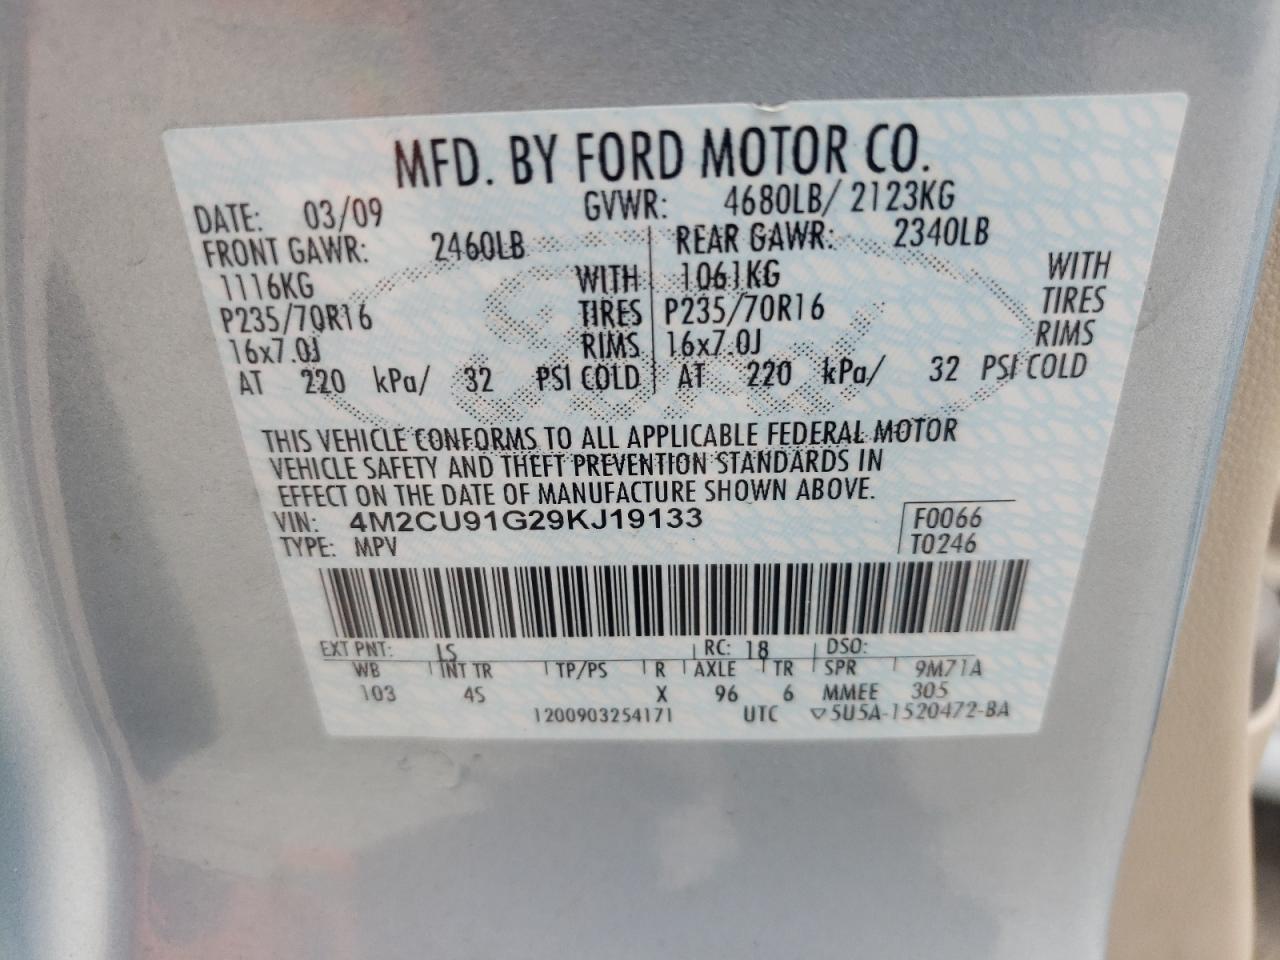 MFD. BY FORD MOTOR CO.
DATE: 03/09 GVWR: 4680LB/ 2123KG
FRONT GAWR: 2460LB REAR GAWR: 2340LB
1116KG WITH 1061KG WITH
P235/70R16 TIRES P235/70R16 TIRES
16x7.0J RIMS 16x7.0J RIMS
AT 220 kPa/ 32 PSI COLD AT 220 kPa/ 32 PSI COLD
THIS VEHICLE CONFORMS TO ALL APPLICABLE FEDERAL MOTOR
VEHICLE SAFETY AND THEFT PREVENTION STANDARDS IN
EFFECT ON THE DATE OF MANUFACTURE SHOWN ABOVE.
VIN: 4M2CU91G29KJ19133 F0066
TYPE: MPV T0246
EXT PNT: LS RC: 18 DSO:
WB INT TR TP/PS R AXLE TR SPR 9M71A
103 4S X 96 6 MMEE 305
1200903254171 UTC ▽5U5A-1520472-BA